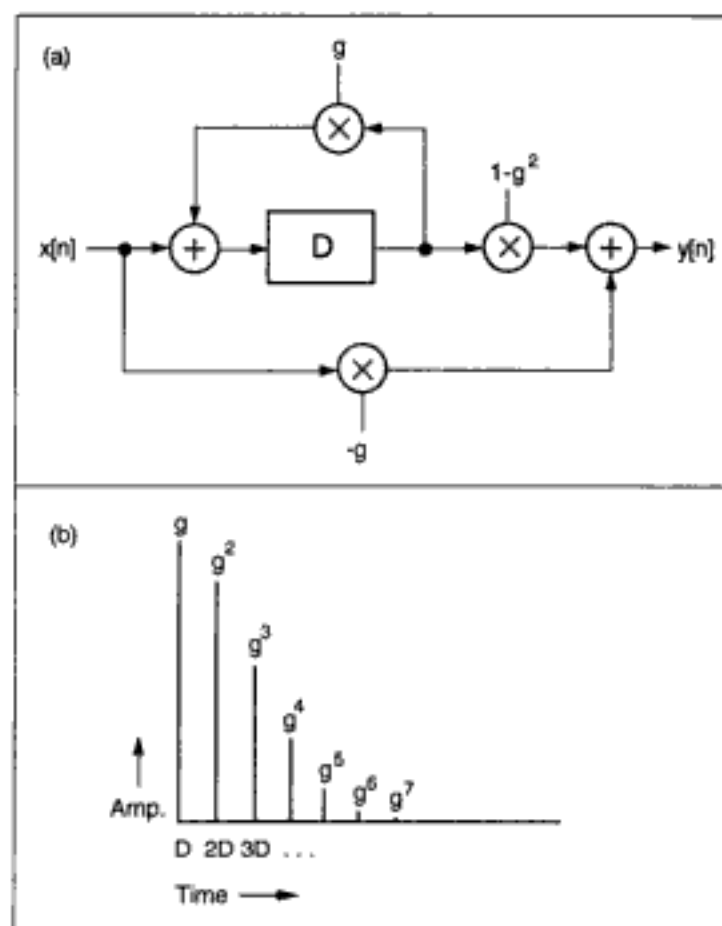 (a)
g
1-g²
x[n] + D × + y[n]
×
-g
(b)
g
g²
g³
g⁴
g⁵ g⁶ g⁷
Amp.
D 2D 3D . . .
Time